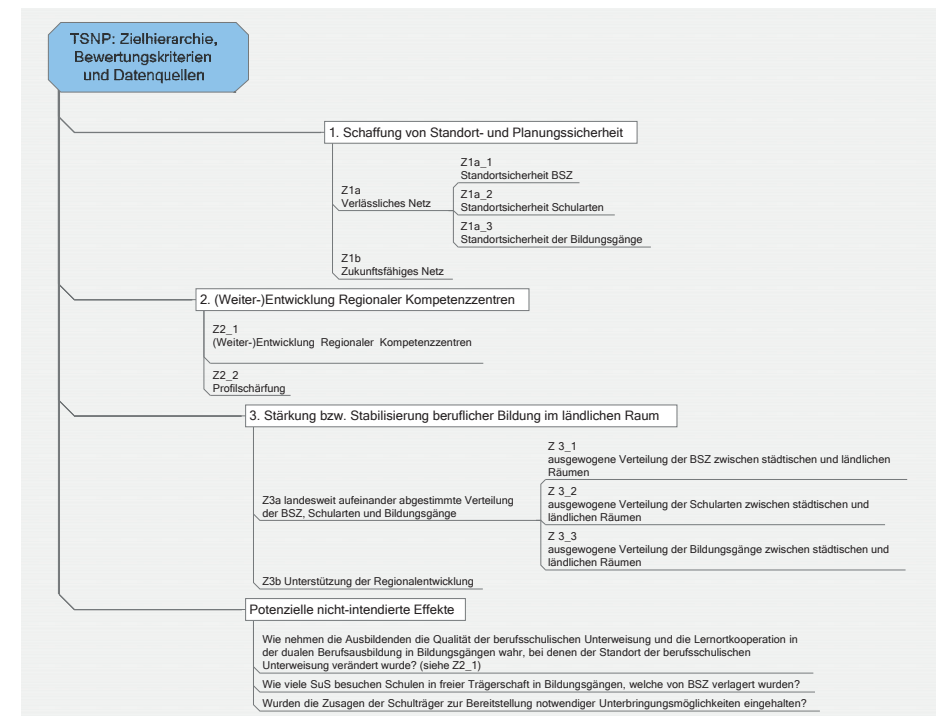 TSNP: Zielhierarchie,
Bewertungskriterien
und Datenquellen
1. Schaffung von Standort- und Planungssicherheit
Z1a
Verlässliches Netz
Z1a_1
Standortsicherheit BSZ
Z1a_2
Standortsicherheit Schularten
Z1a_3
Standortsicherheit der Bildungsgänge
Z1b
Zukunftsfähiges Netz
2. (Weiter-)Entwicklung Regionaler Kompetenzzentren
Z2_1
(Weiter-)Entwicklung Regionaler Kompetenzzentren
Z2_2
Profilschärfung
3. Stärkung bzw. Stabilisierung beruflicher Bildung im ländlichen Raum
Z3a landesweit aufeinander abgestimmte Verteilung
der BSZ, Schularten und Bildungsgänge
Z 3_1
ausgewogene Verteilung der BSZ zwischen städtischen und ländlichen
Räumen
Z 3_2
ausgewogene Verteilung der Schularten zwischen städtischen und
ländlichen Räumen
Z 3_3
ausgewogene Verteilung der Bildungsgänge zwischen städtischen und
ländlichen Räumen
Z3b Unterstützung der Regionalentwicklung
Potenzielle nicht-intendierte Effekte
Wie nehmen die Ausbildenden die Qualität der berufsschulischen Unterweisung und die Lernortkooperation in
der dualen Berufsausbildung in Bildungsgängen wahr, bei denen der Standort der berufsschulischen
Unterweisung verändert wurde? (siehe Z2_1)
Wie viele SuS besuchen Schulen in freier Trägerschaft in Bildungsgängen, welche von BSZ verlagert wurden?
Wurden die Zusagen der Schulträger zur Bereitstellung notwendiger Unterbringungsmöglichkeiten eingehalten?